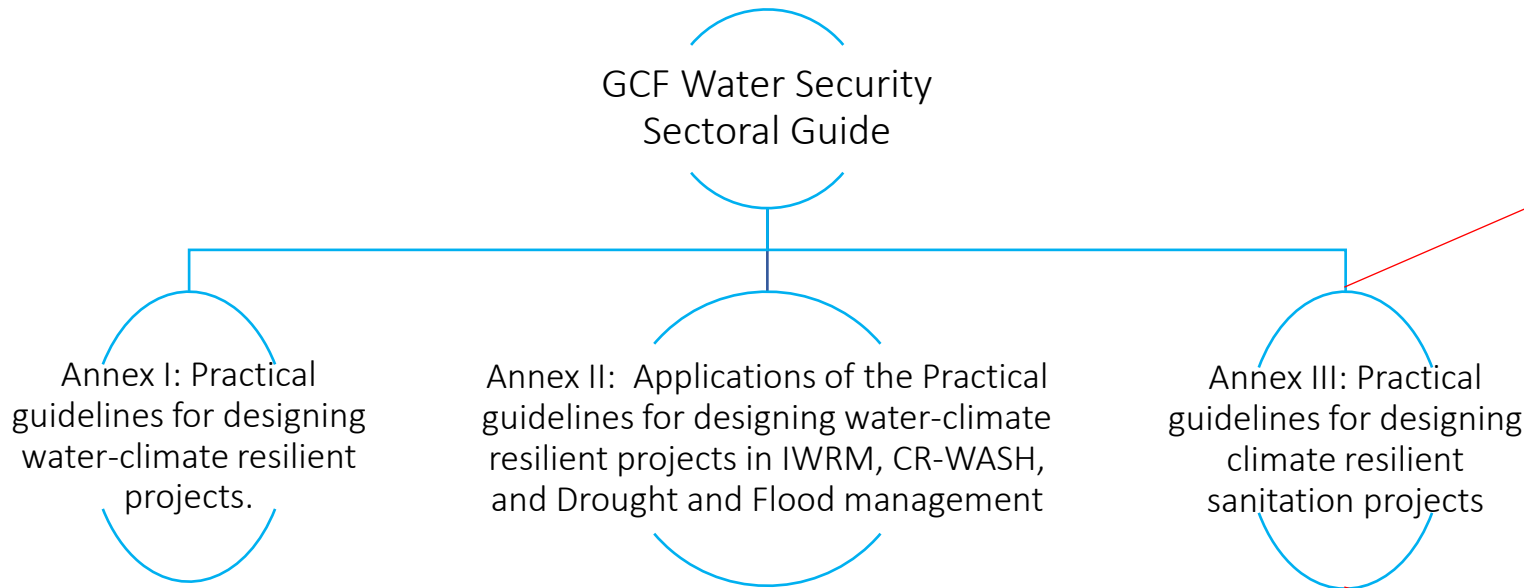 GCF Water Security
Sectoral Guide
Annex I: Practical
guidelines for designing
water-climate resilient
projects.
Annex II:  Applications of the Practical
guidelines for designing water-climate
resilient projects in IWRM, CR-WASH,
and Drought and Flood management
Annex III: Practical
guidelines for designing
climate resilient
sanitation projects